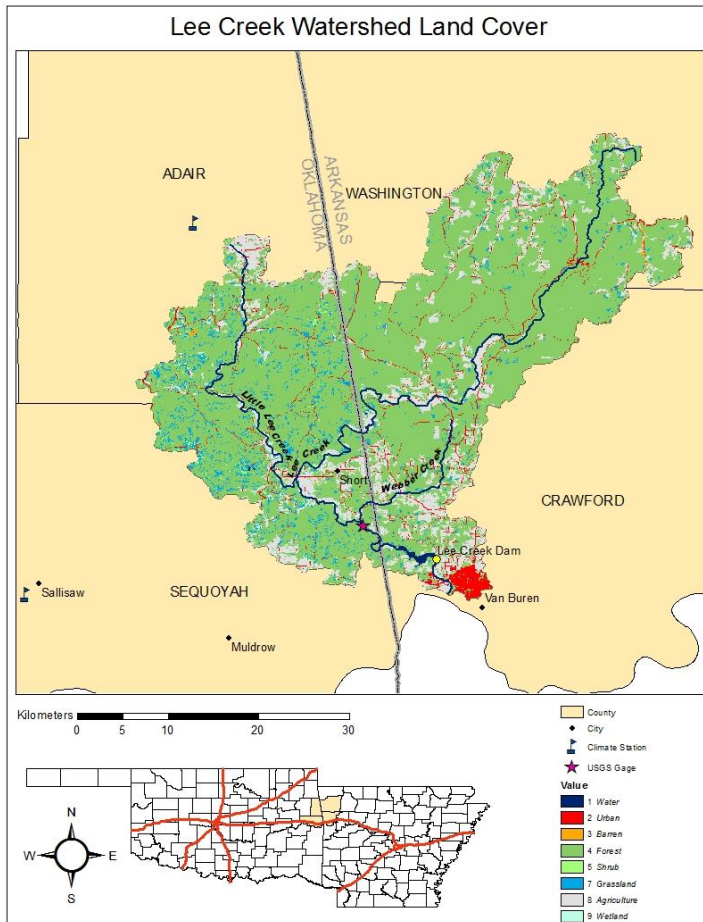 Lee Creek Watershed Land Cover
ADAIR
ARKANSAS
OKLAHOMA
WASHINGTON
Little Lee Creek
Lee Creek
Webber Creek
Short
CRAWFORD
Lee Creek Dam
Sallisaw
SEQUOYAH
Van Buren
Muldrow
Kilometers
0 5 10 20 30
County
City
Climate Station
USGS Gage
Value
1 Water
2 Urban
3 Barren
4 Forest
5 Shrub
7 Grassland
8 Agriculture
9 Wetland
N
W E
S